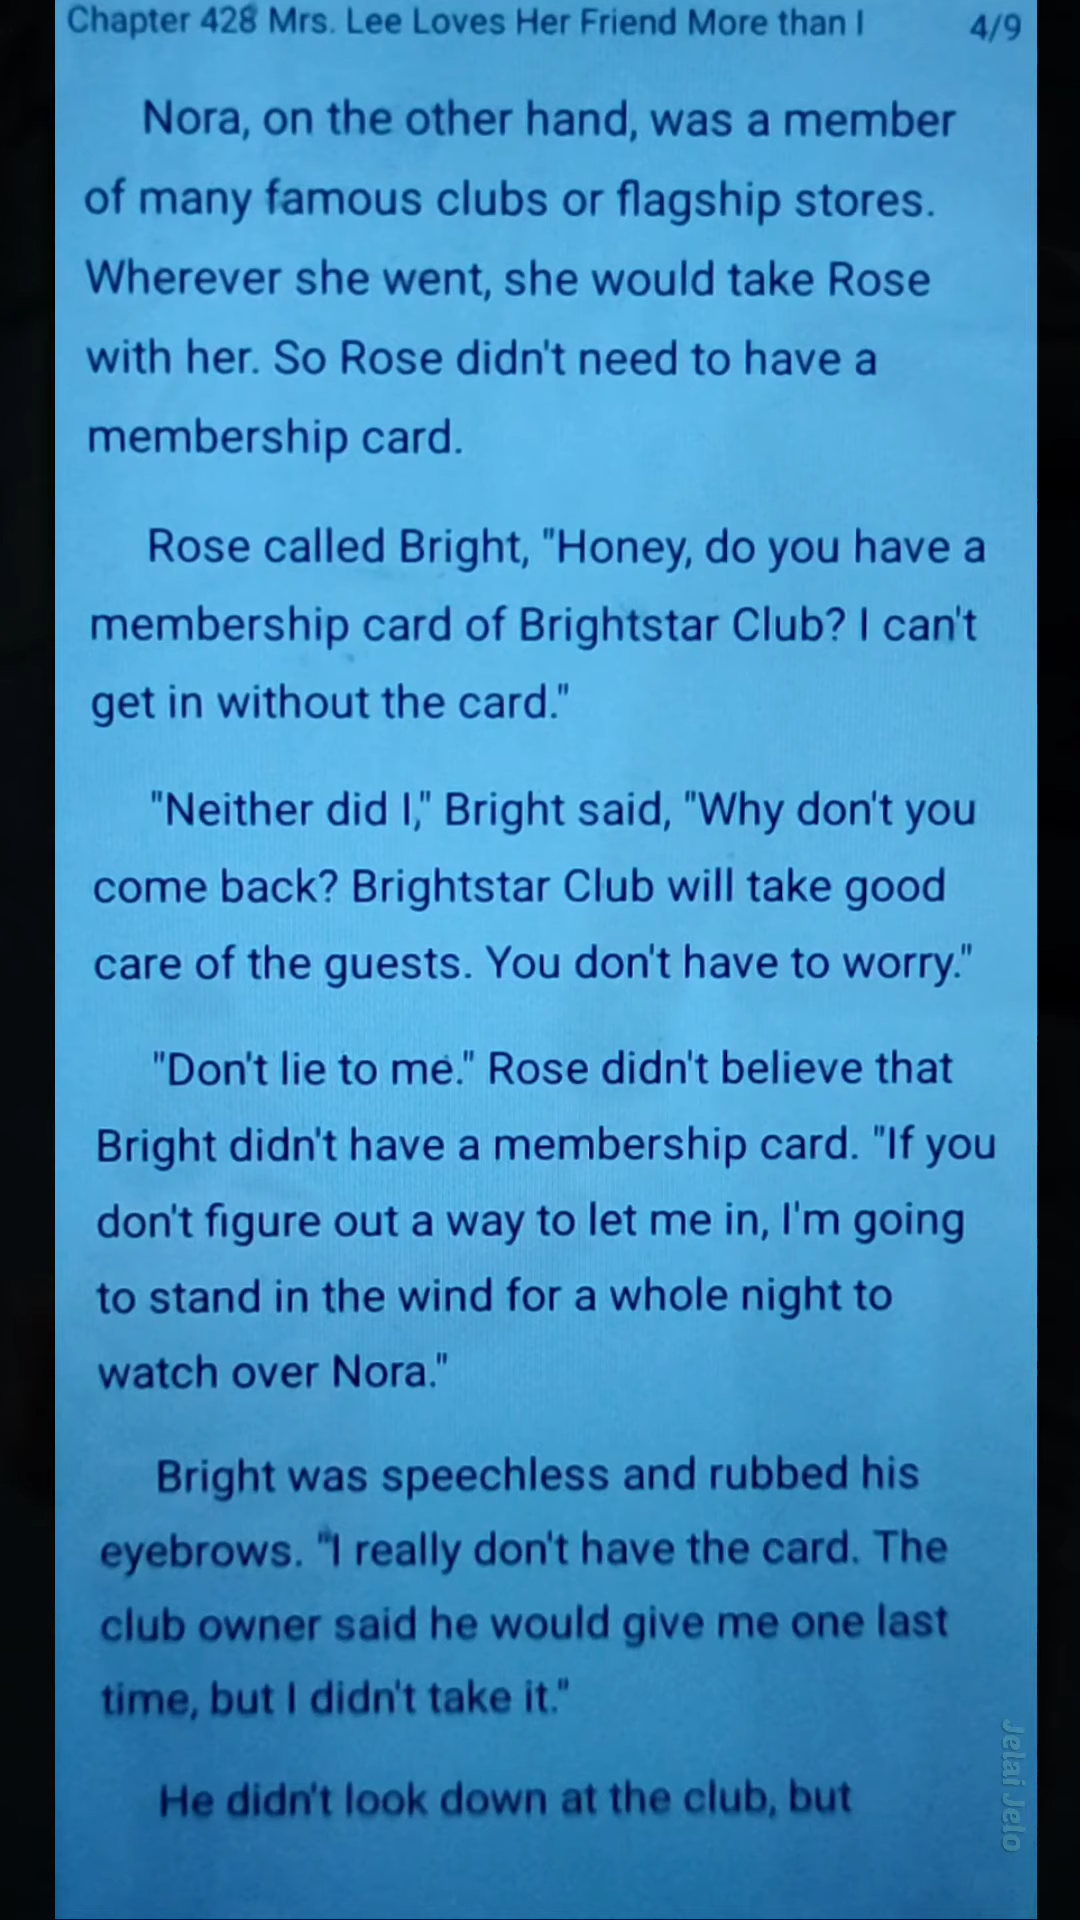 Chapter 428 Mrs. Lee Loves Her Friend More than I
4/9
Nora, on the other hand, was a member
of many famous clubs or flagship stores.
Wherever she went, she would take Rose
with her. So Rose didn't need to have a
membership card.
Rose called Bright, "Honey, do you have a
membership card of Brightstar Club? I can't
get in without the card."
"Neither did I," Bright said, "Why don't you
come back? Brightstar Club will take good
care of the guests. You don't have to worry."
"Don't lie to me." Rose didn't believe that
Bright didn't have a membership card. "If you
don't figure out a way to let me in, I'm going
to stand in the wind for a whole night to
watch over Nora."
Bright was speechless and rubbed his
eyebrows. "I really don't have the card. The
club owner said he would give me one last
time, but I didn't take it."
He didn't look down at the club, but
Jelai Jelo